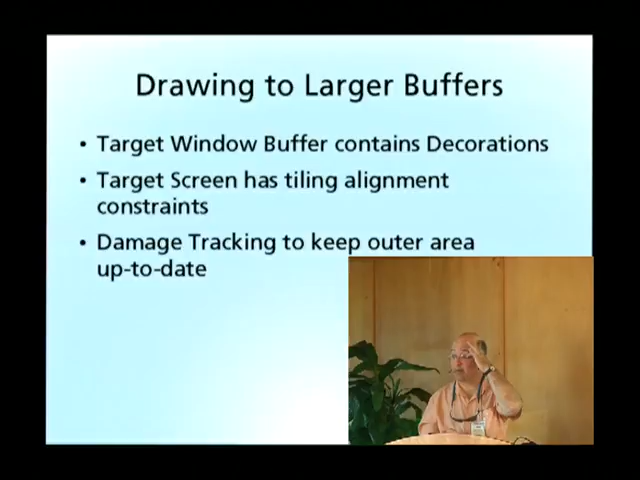 Drawing to Larger Buffers
• Target Window Buffer contains Decorations
• Target Screen has tiling alignment
constraints
• Damage Tracking to keep outer area
up-to-date